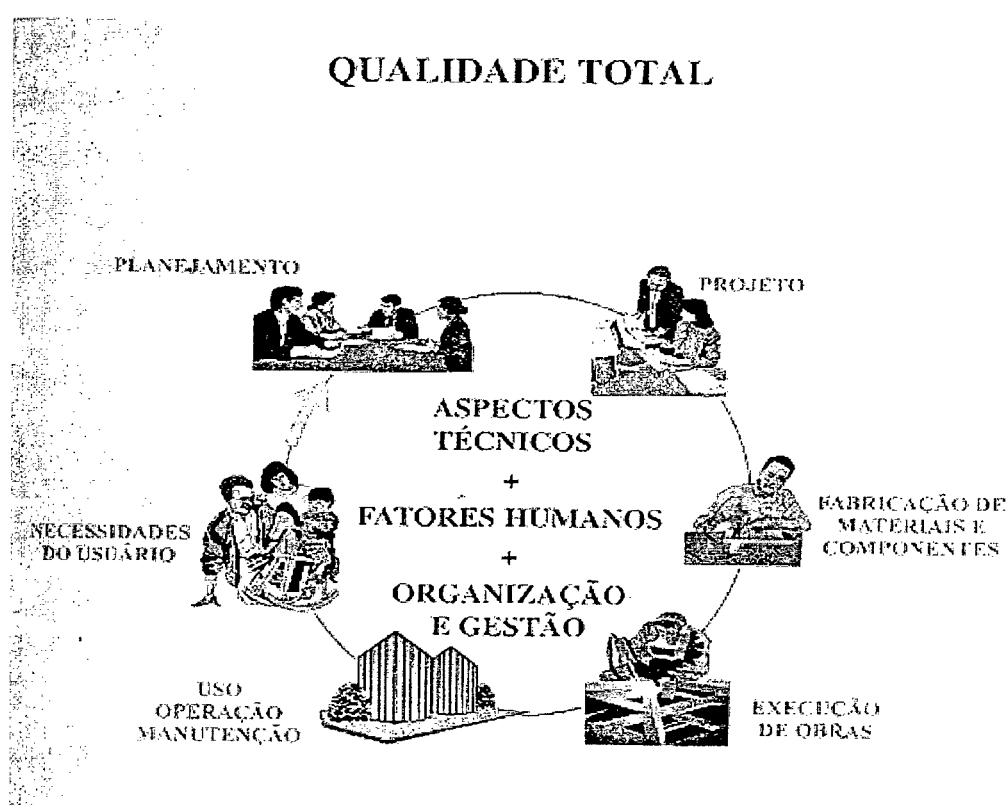 QUALIDADE TOTAL
PLANEJAMENTO
PROJETO
ASPECTOS
TÉCNICOS
+
FATORES HUMANOS
+
ORGANIZAÇÃO
E GESTÃO
FABRICAÇÃO DE
MATERIAIS E
COMPONENTES
EXECUÇÃO
DE OBRAS
USO
OPERAÇÃO
MANUTENÇÃO
NECESSIDADES
DO USUÁRIO